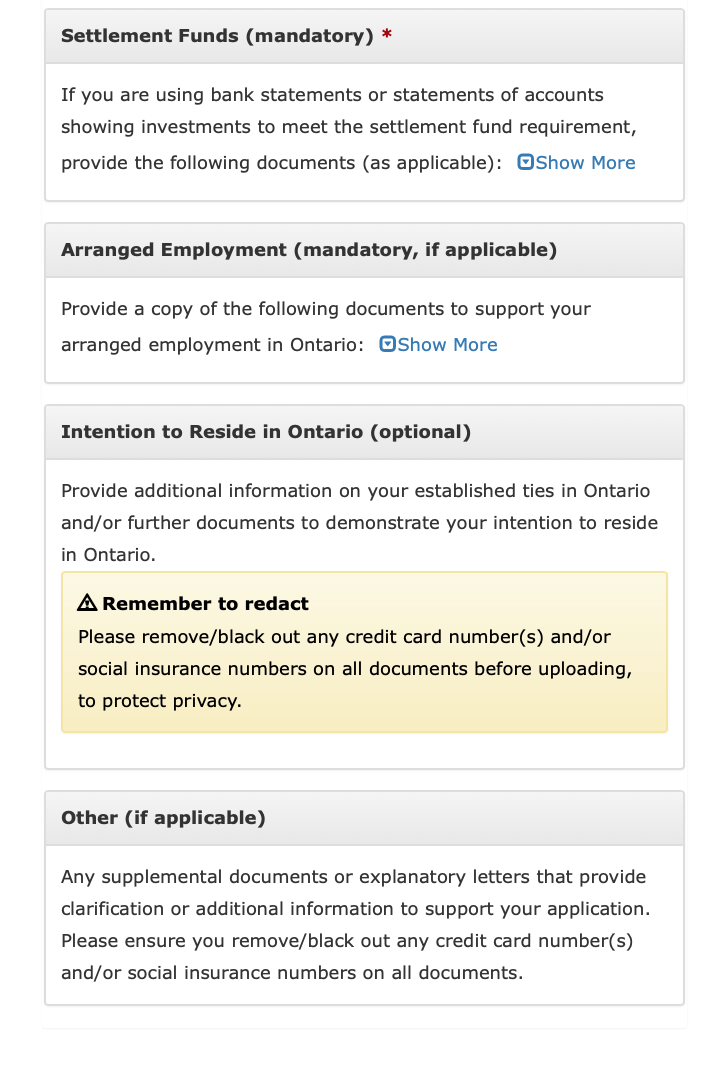 Settlement Funds (mandatory) *
If you are using bank statements or statements of accounts
showing investments to meet the settlement fund requirement,
provide the following documents (as applicable): Show More
Arranged Employment (mandatory, if applicable)
Provide a copy of the following documents to support your
arranged employment in Ontario: Show More
Intention to Reside in Ontario (optional)
Provide additional information on your established ties in Ontario
and/or further documents to demonstrate your intention to reside
in Ontario.
Remember to redact
Please remove/black out any credit card number(s) and/or
social insurance numbers on all documents before uploading,
to protect privacy.
Other (if applicable)
Any supplemental documents or explanatory letters that provide
clarification or additional information to support your application.
Please ensure you remove/black out any credit card number(s)
and/or social insurance numbers on all documents.